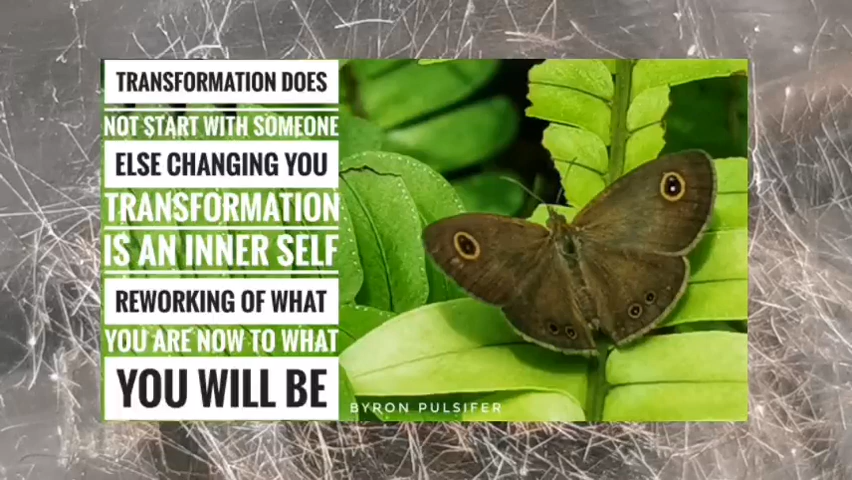 TRANSFORMATION DOES
NOT START WITH SOMEONE
ELSE CHANGING YOU
TRANSFORMATION
IS AN INNER SELF
REWORKING OF WHAT
YOU ARE NOW TO WHAT
YOU WILL BE
BYRON PULSIFER